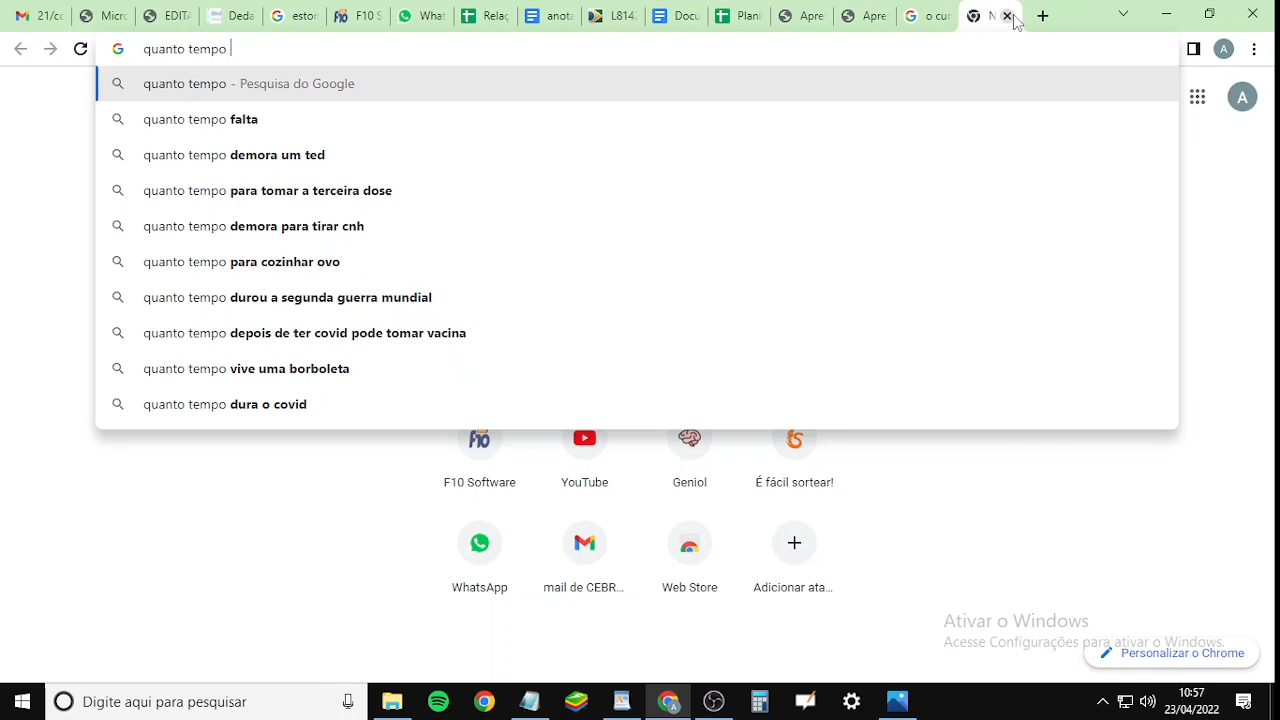 21/c
Micr
EDITA
Deda
estor
F10 S
What
Relaç
anota
L814
Docu
Plani
Apre
Apre
o cur
N
quanto tempo
A
quanto tempo - Pesquisa do Google
quanto tempo falta
A
quanto tempo demora um ted
quanto tempo para tomar a terceira dose
quanto tempo demora para tirar cnh
quanto tempo para cozinhar ovo
quanto tempo durou a segunda guerra mundial
quanto tempo depois de ter covid pode tomar vacina
quanto tempo vive uma borboleta
quanto tempo dura o covid
F10 Software
YouTube
Geniol
É fácil sortear!
WhatsApp
mail de CEBR...
Web Store
Adicionar ata...
Ativar o Windows
Acesse Configurações para ativar o Windows.
Personalizar o Chrome
Digite aqui para pesquisar
10:57
23/04/2022